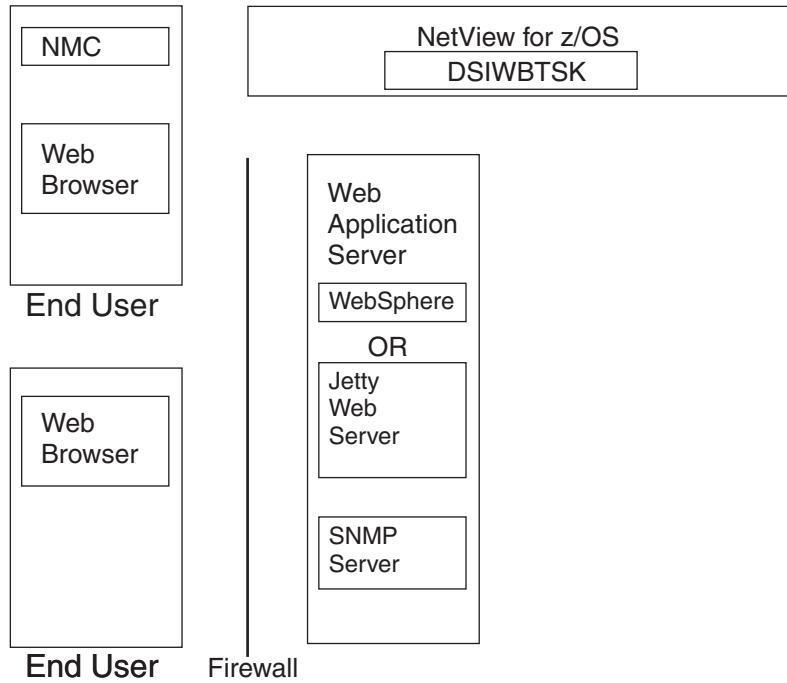 NMC
Web
Browser
End User
NetView for z/OS
DSIWBTSK
Web
Application
Server
WebSphere
OR
Jetty
Web
Server
SNMP
Server
Web
Browser
End User
Firewall